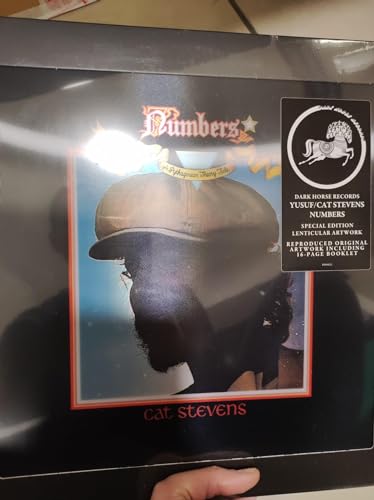 Numbers
Pythagorean Theory Tale
cat stevens
DARK HORSE RECORDS
YUSUF/CAT STEVENS
NUMBERS
SPECIAL EDITION
LENTICULAR ARTWORK
REPRODUCED ORIGINAL
ARTWORK INCLUDING
16-PAGE BOOKLET